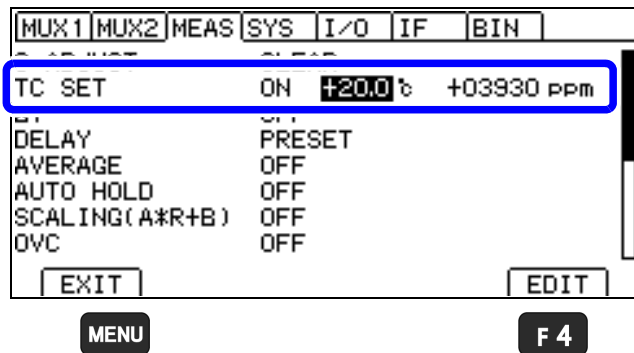 MUX1 MUX2 MEAS SYS I/O IF BIN
TC SET ON +20.0 ℃ +03930 ppm
DELAY PRESET
AVERAGE OFF
AUTO HOLD OFF
SCALING(A*R+B) OFF
OVC OFF
EXIT EDIT
MENU F 4